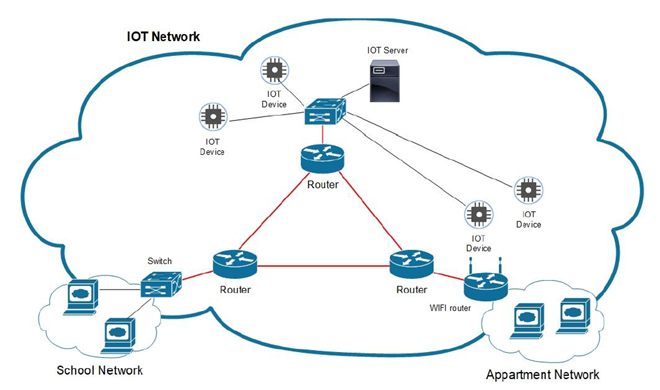 IOT Network
IOT Server
IOT
Device
IOT
Device
Router
IOT
Device
IOT
Device
Switch
Router
Router
WIFI router
School Network
Appartment Network